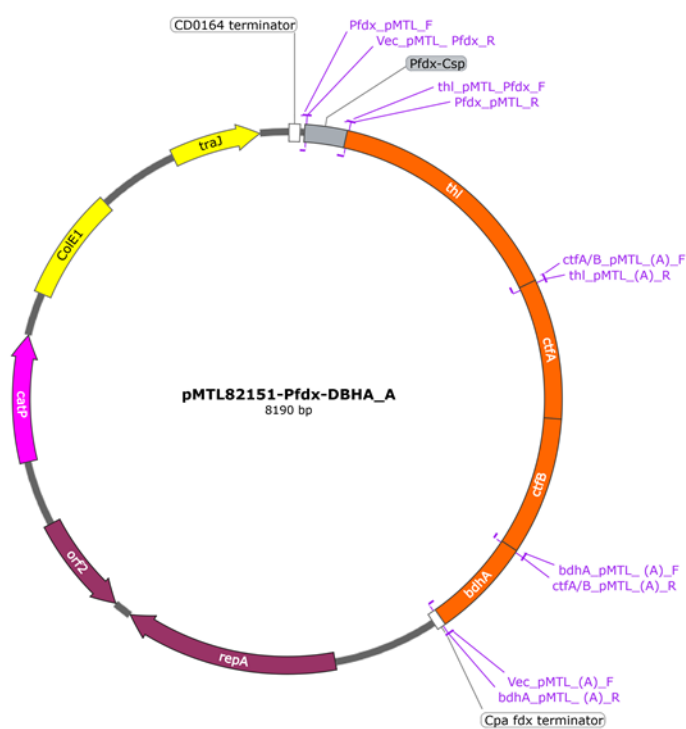 CD0164 terminator
Pfdx_pMTL_F
Vec_pMTL_ Pfdx_R
Pfdx-Csp
thl_pMTL_Pfdx_F
Pfdx_pMTL_R
traJ
thl
ColE1
ctfA/B_pMTL_(A)_F
thl_pMTL_(A)_R
ctfA
catP
pMTL82151-Pfdx-DBHA_A
8190 bp
ctfB
orf2
bdhA_pMTL_ (A)_F
ctfA/B_pMTL_(A)_R
bdhA
repA
Vec_pMTL_(A)_F
bdhA_pMTL_ (A)_R
Cpa fdx terminator